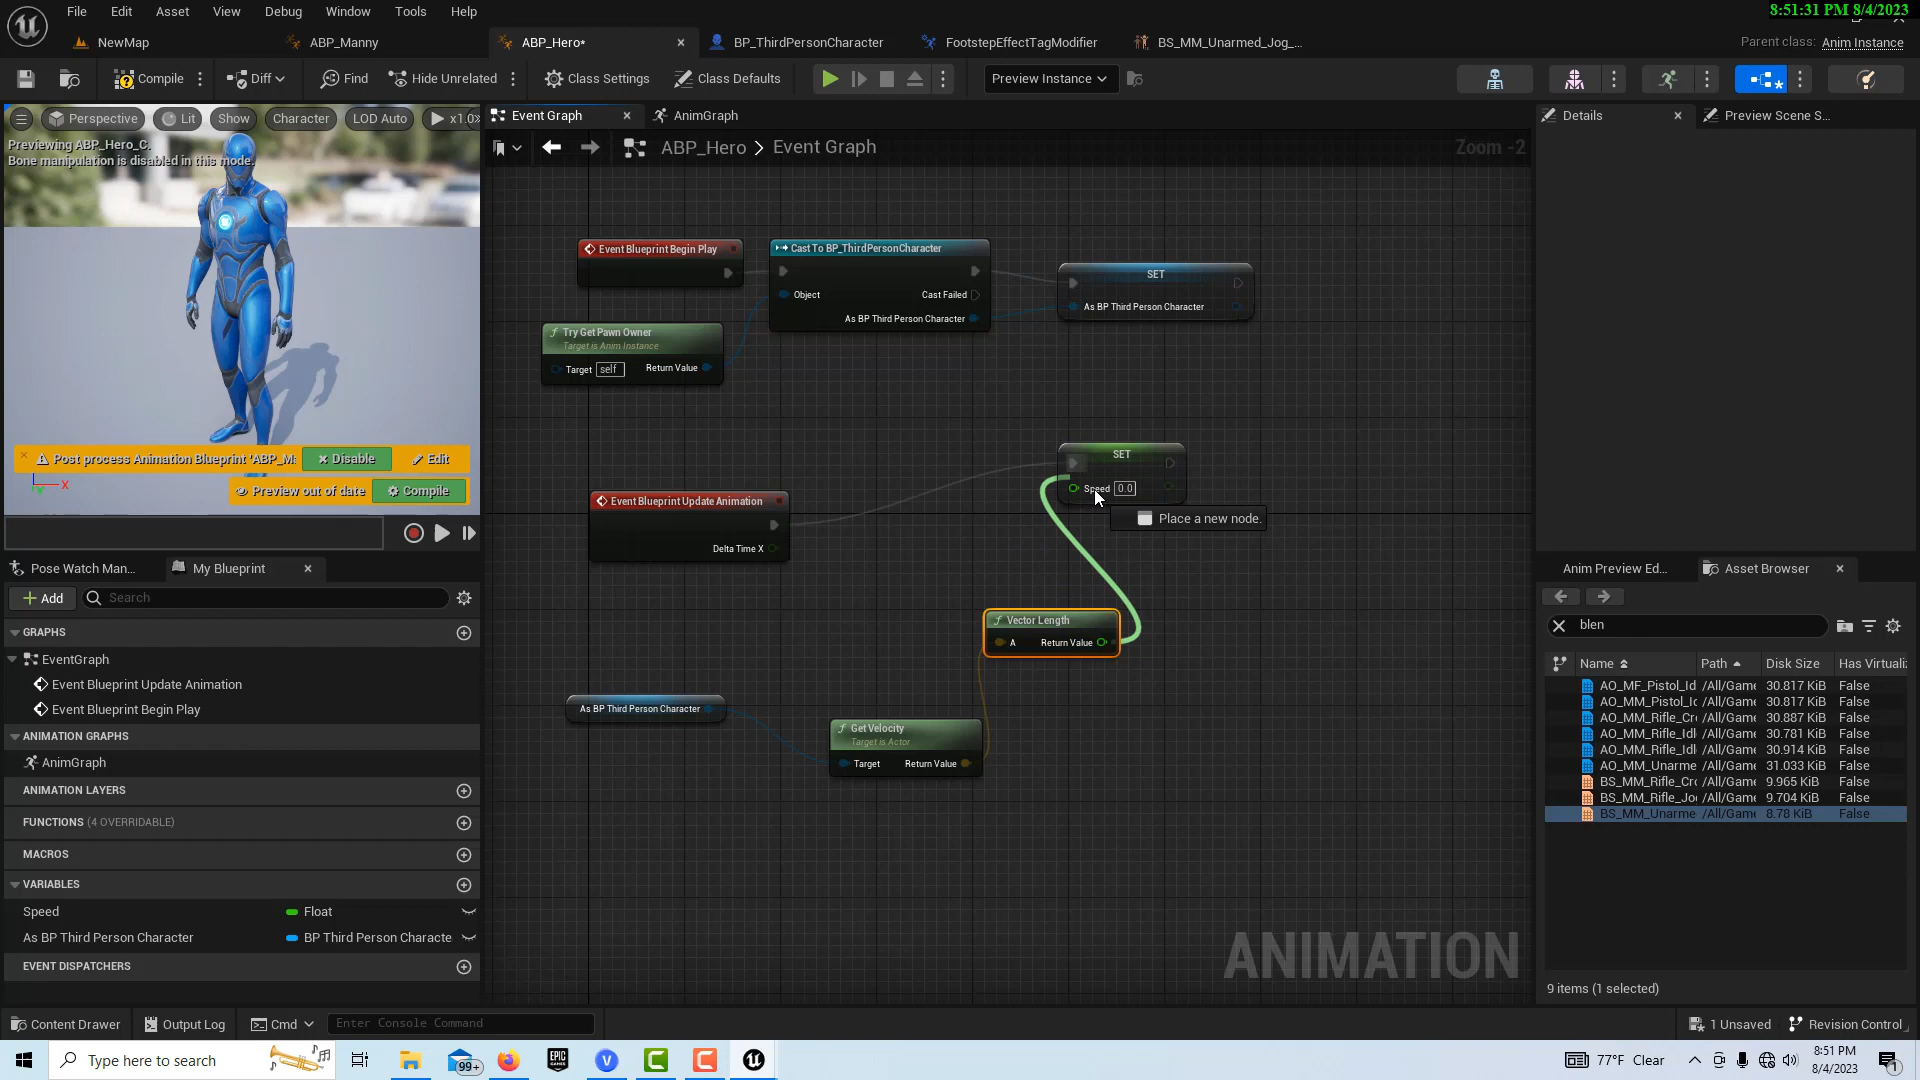 8:51:31 PM 8/4/2023
File Edit Asset View Debug Window Tools Help
NewMap
ABP_Manny
ABP_Hero*
BP_ThirdPersonCharacter
FootstepEffectTagModifier
BS_MM_Unarmed_Jog_...
Parent class: Anim Instance
Compile
Diff
Find
Hide Unrelated
Class Settings
Class Defaults
Preview Instance
Perspective
Lit
Show
Character
LOD Auto
x1.0
Previewing ABP_Hero_C.
Bone manipulation is disabled in this mode.
Post process Animation Blueprint 'ABP_M
Disable
Edit
Preview out of date
Compile
X
Event Graph
AnimGraph
ABP_Hero > Event Graph
Zoom -2
Event Blueprint Begin Play
Cast To BP_ThirdPersonCharacter
Object
Cast Failed
As BP Third Person Character
SET
As BP Third Person Character
Try Get Pawn Owner
Target is Anim Instance
Target self
Return Value
SET
Speed 0.0
Place a new node.
Event Blueprint Update Animation
Delta Time X
Vector Length
A Return Value
As BP Third Person Character
Get Velocity
Target is Actor
Target Return Value
ANIMATION
Pose Watch Man...
My Blueprint
Add
Search
GRAPHS
EventGraph
Event Blueprint Update Animation
Event Blueprint Begin Play
ANIMATION GRAPHS
AnimGraph
ANIMATION LAYERS
FUNCTIONS (4 OVERRIDABLE)
MACROS
VARIABLES
Speed Float
As BP Third Person Character BP Third Person Characte
EVENT DISPATCHERS
Details
Preview Scene S...
Anim Preview Ed...
Asset Browser
blen
Name Path Disk Size Has Virtuali
AO_MF_Pistol_Id /All/Game 30.817 KiB False
AO_MM_Pistol_Ic /All/Game 30.817 KiB False
AO_MM_Rifle_Cr /All/Game 30.887 KiB False
AO_MM_Rifle_Idl /All/Game 30.781 KiB False
AO_MM_Rifle_Idl /All/Game 30.914 KiB False
AO_MM_Unarme /All/Game 31.033 KiB False
BS_MM_Rifle_Cr /All/Game 9.965 KiB False
BS_MM_Rifle_Jo /All/Game 9.704 KiB False
BS_MM_Unarme /All/Game 8.78 KiB False
9 items (1 selected)
Content Drawer
Output Log
Cmd
Enter Console Command
1 Unsaved
Revision Control
Type here to search
99+
EPIC GAMES
V
77°F Clear
8:51 PM
8/4/2023
1